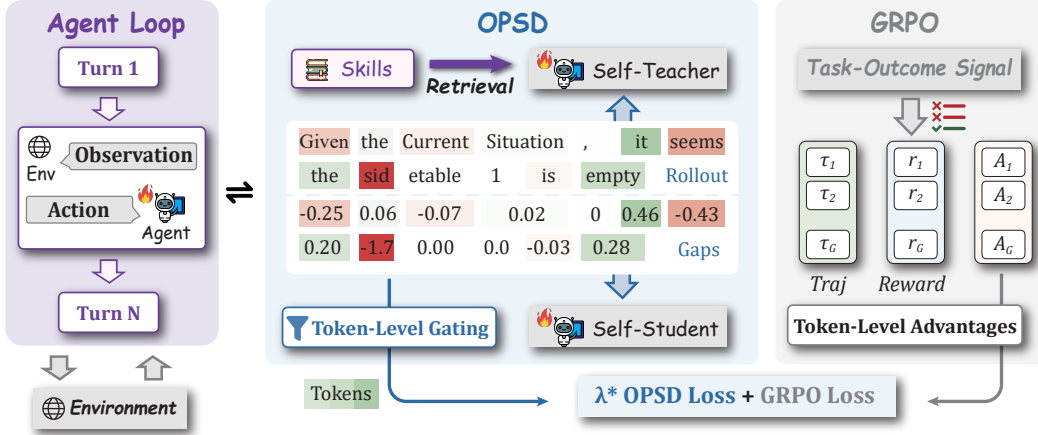 Agent Loop
Turn 1
Env
Observation
Action
Agent
Turn N
Environment
OPSD
Skills
Retrieval
Self-Teacher
Given the Current Situation , it seems
the sid etable 1 is empty Rollout
-0.25 0.06 -0.07 0.02 0 0.46 -0.43
0.20 -1.7 0.00 0.0 -0.03 0.28 Gaps
Token-Level Gating
Self-Student
Tokens
λ* OPSD Loss + GRPO Loss
GRPO
Task-Outcome Signal
τ1 r1 A1
τ2 r2 A2
τG rG AG
Traj Reward
Token-Level Advantages